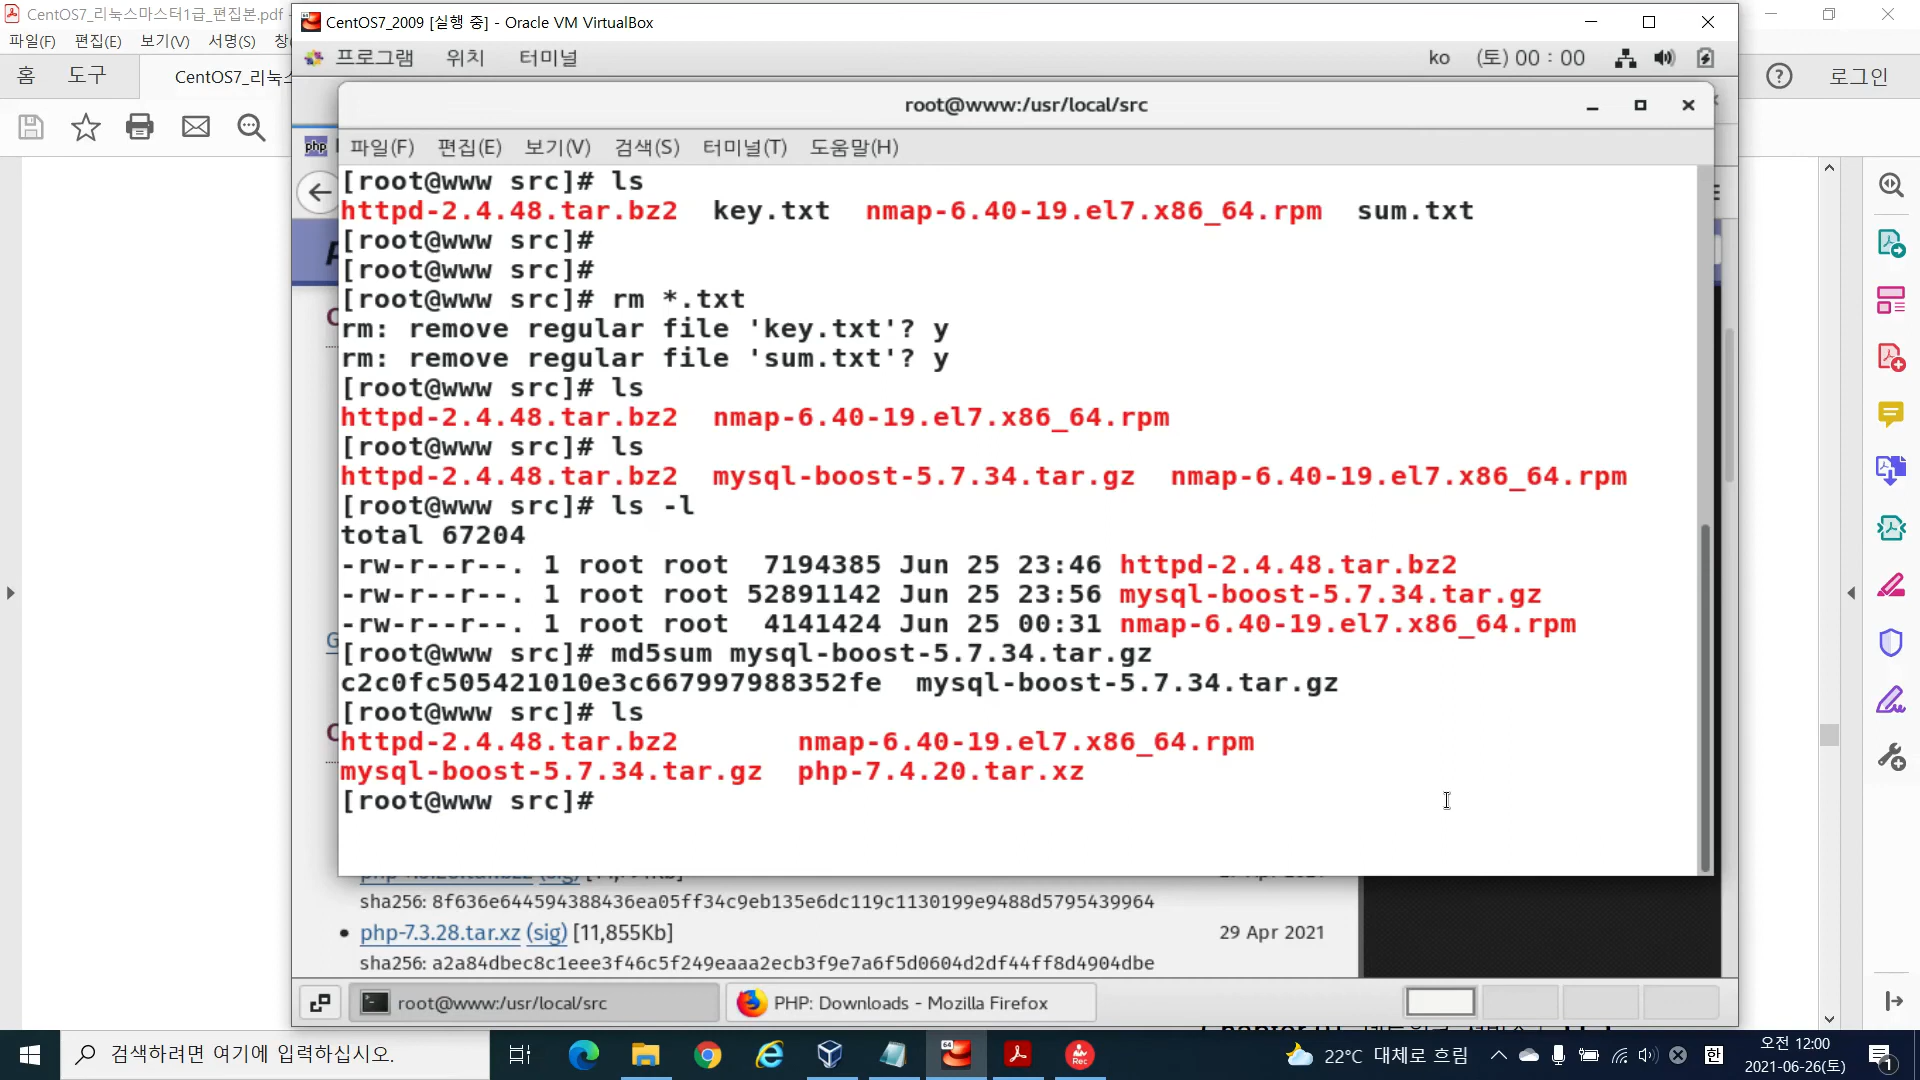 CentOS7_리눅스마스터1급_편집본.pdf
파일(F) 편집(E) 보기(V) 서명(S)
홈 도구 CentOS7_리눅
로그인
CentOS7_2009 [실행 중] - Oracle VM VirtualBox
프로그램 위치 터미널 ko (토) 00 : 00
root@www:/usr/local/src
php 파일(F) 편집(E) 보기(V) 검색(S) 터미널(T) 도움말(H)
[root@www src]# ls
httpd-2.4.48.tar.bz2 key.txt nmap-6.40-19.el7.x86_64.rpm sum.txt
[root@www src]#
[root@www src]#
[root@www src]# rm *.txt
rm: remove regular file 'key.txt'? y
rm: remove regular file 'sum.txt'? y
[root@www src]# ls
httpd-2.4.48.tar.bz2 nmap-6.40-19.el7.x86_64.rpm
[root@www src]# ls
httpd-2.4.48.tar.bz2 mysql-boost-5.7.34.tar.gz nmap-6.40-19.el7.x86_64.rpm
[root@www src]# ls -l
total 67204
-rw-r--r--. 1 root root 7194385 Jun 25 23:46 httpd-2.4.48.tar.bz2
-rw-r--r--. 1 root root 52891142 Jun 25 23:56 mysql-boost-5.7.34.tar.gz
-rw-r--r--. 1 root root 4141424 Jun 25 00:31 nmap-6.40-19.el7.x86_64.rpm
[root@www src]# md5sum mysql-boost-5.7.34.tar.gz
c2c0fc505421010e3c667997988352fe mysql-boost-5.7.34.tar.gz
[root@www src]# ls
httpd-2.4.48.tar.bz2 nmap-6.40-19.el7.x86_64.rpm
mysql-boost-5.7.34.tar.gz php-7.4.20.tar.xz
[root@www src]#
sha256: 8f636e644594388436ea05ff34c9eb135e6dc119c1130199e9488d5795439964
php-7.3.28.tar.xz (sig) [11,855Kb] 29 Apr 2021
sha256: a2a84dbec8c1eee3f46c5f249eaaa2ecb3f9e7a6f5d0604d2df44ff8d4904dbe
root@www:/usr/local/src PHP: Downloads - Mozilla Firefox
검색하려면 여기에 입력하십시오. 22°C 대체로 흐림 한 오전 12:00
2021-06-26(토)